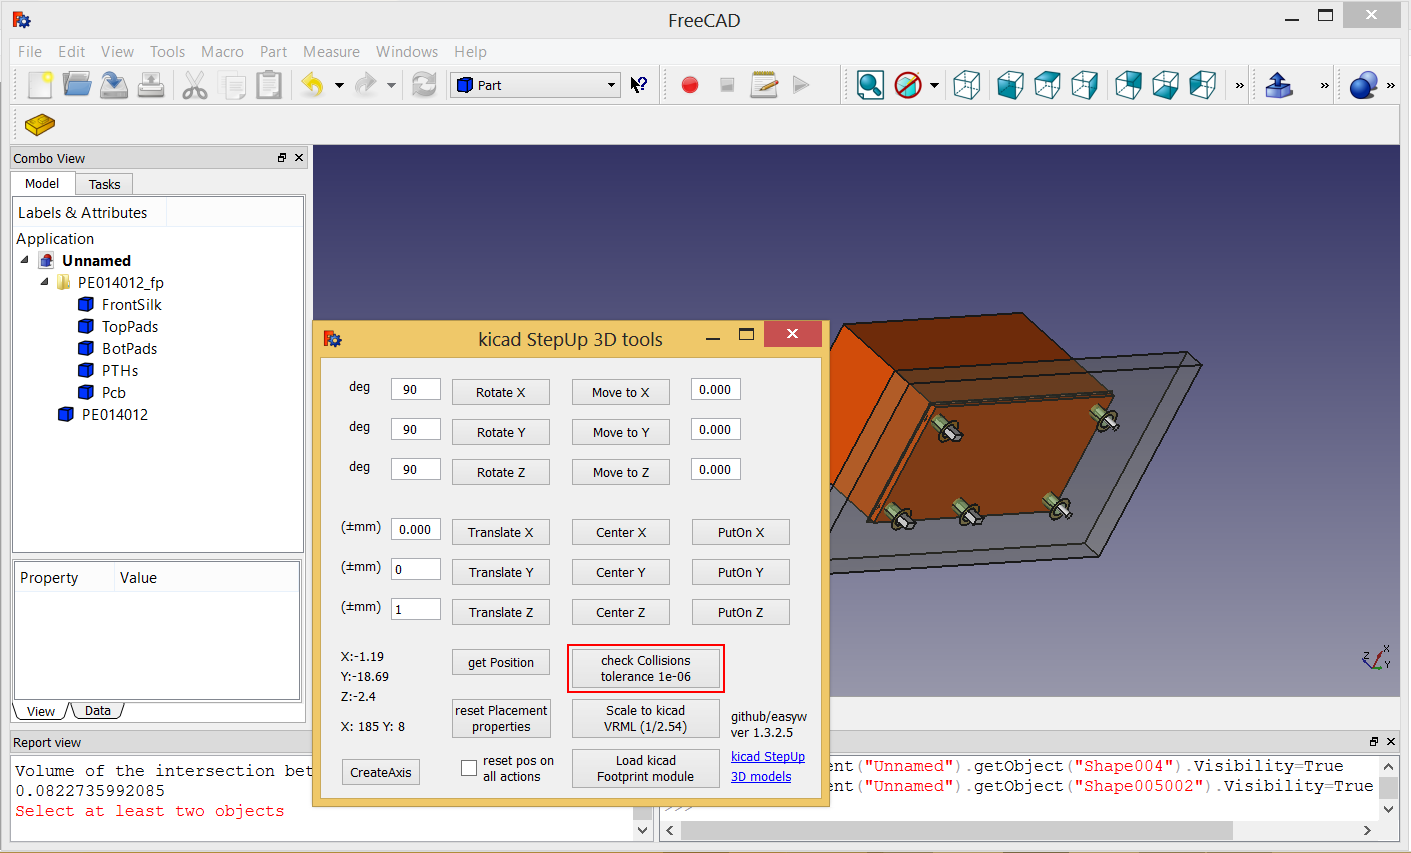 FreeCAD
File Edit View Tools Macro Part Measure Windows Help
Part
Combo View
Model Tasks
Labels & Attributes
Application
Unnamed
PE014012_fp
FrontSilk
TopPads
BotPads
PTHs
Pcb
PE014012
Property Value
View Data
kicad StepUp 3D tools
deg 90 Rotate X Move to X 0.000
deg 90 Rotate Y Move to Y 0.000
deg 90 Rotate Z Move to Z 0.000
(±mm) 0.000 Translate X Center X PutOn X
(±mm) 0 Translate Y Center Y PutOn Y
(±mm) 1 Translate Z Center Z PutOn Z
X:-1.19
Y:-18.69
Z:-2.4
X: 185 Y: 8
get Position
check Collisions
tolerance 1e-06
reset Placement
properties
Scale to kicad
VRML (1/2.54)
github/easyw
ver 1.3.2.5
CreateAxis
reset pos on
all actions
Load kicad
Footprint module
kicad StepUp
3D models
Z X Y
Report view
Volume of the intersection bet
0.0822735992085
Select at least two objects
ent("Unnamed").getObject("Shape004").Visibility=True
ent("Unnamed").getObject("Shape005002").Visibility=True
>>>